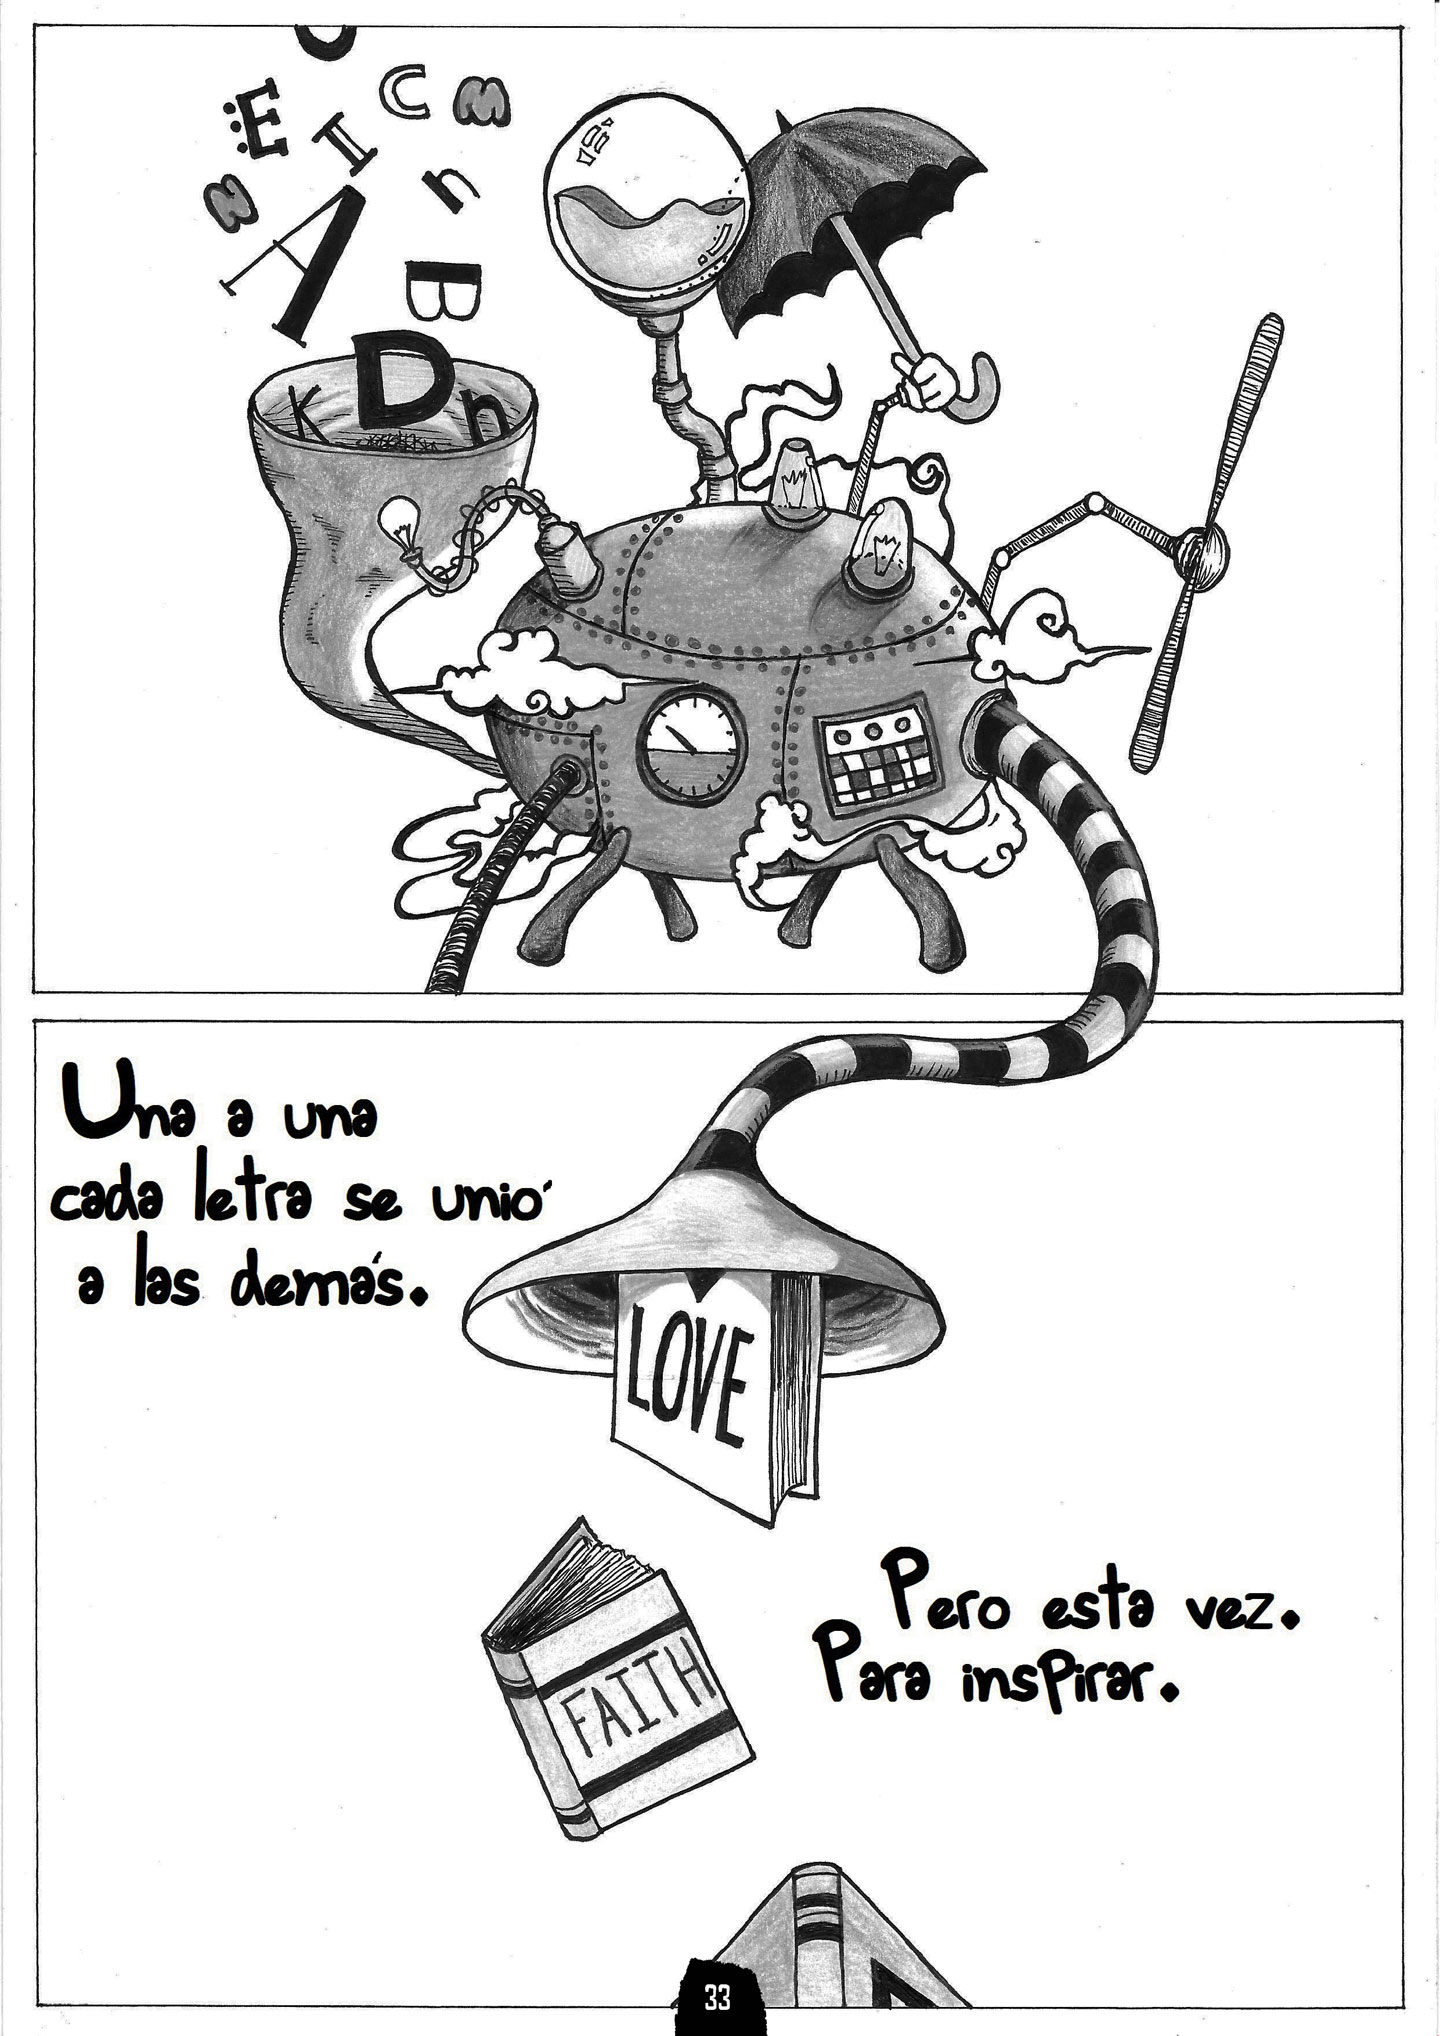 C M
E
I
N
n
A
B
D
K n
Una a una
cada letra se unió
a las demás.
LOVE
Pero esta vez.
Para inspirar.
FAITH
33